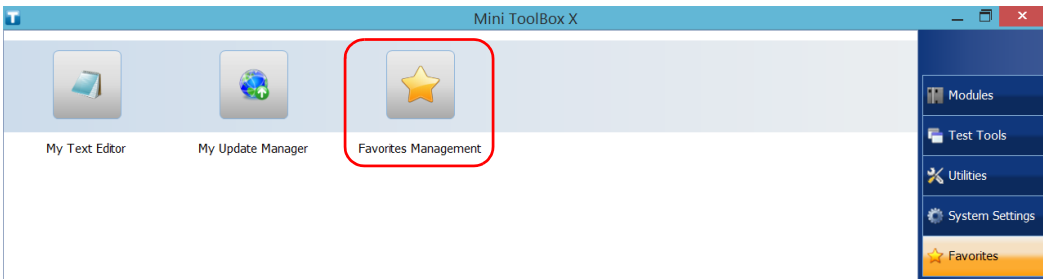 Mini ToolBox X
My Text Editor
My Update Manager
Favorites Management
Modules
Test Tools
Utilities
System Settings
Favorites